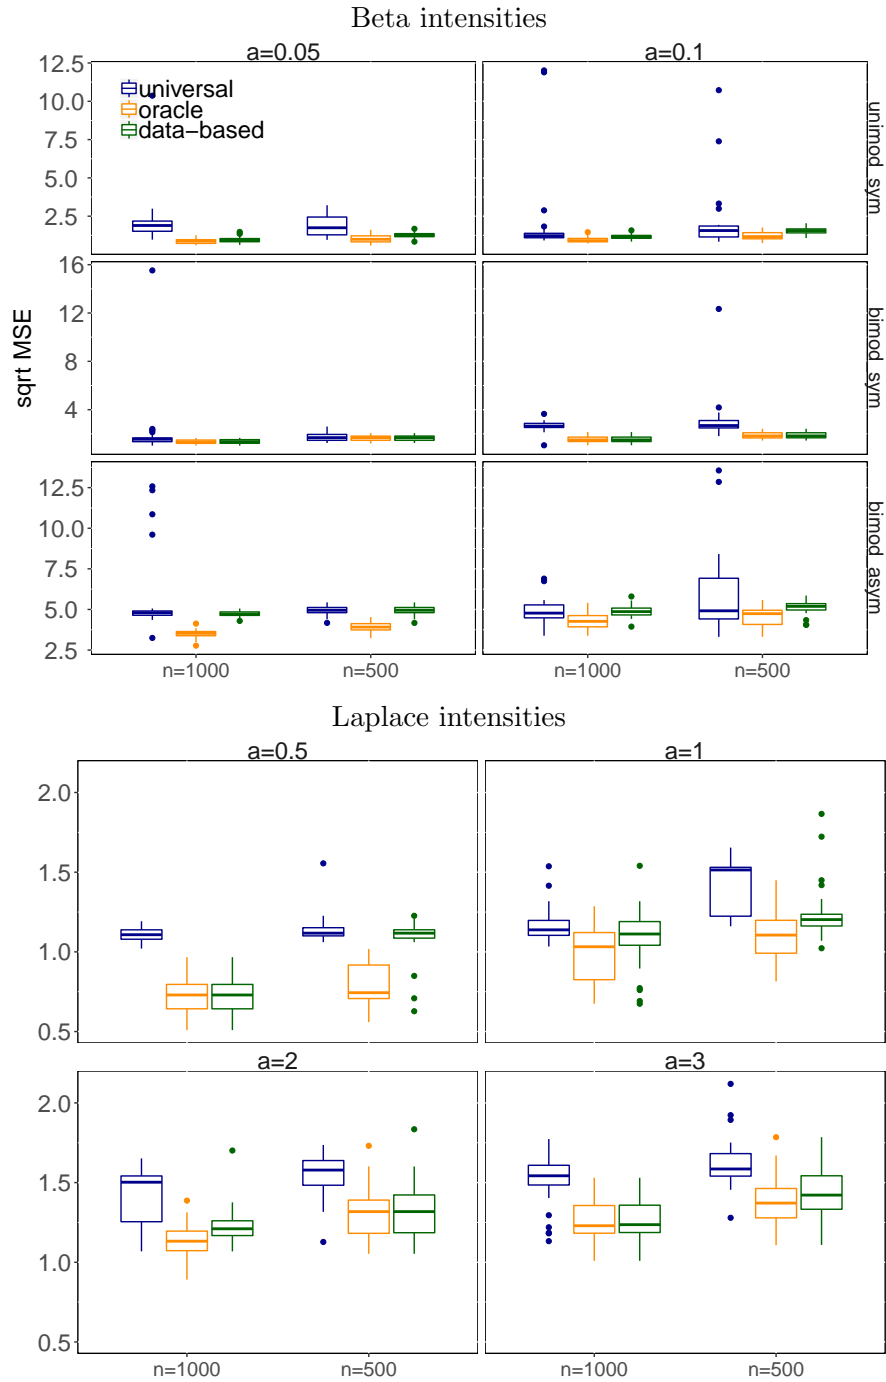 Beta intensities
a=0.05
a=0.1
12.5
10.0
7.5
5.0
2.5
universal
oracle
data−based
unimod_sym
sqrt MSE
16
12
8
4
bimod_sym
12.5
10.0
7.5
5.0
2.5
bimod_asym
n=1000
n=500
n=1000
n=500
Laplace intensities
a=0.5
a=1
2.0
1.5
1.0
0.5
a=2
a=3
2.0
1.5
1.0
0.5
n=1000
n=500
n=1000
n=500